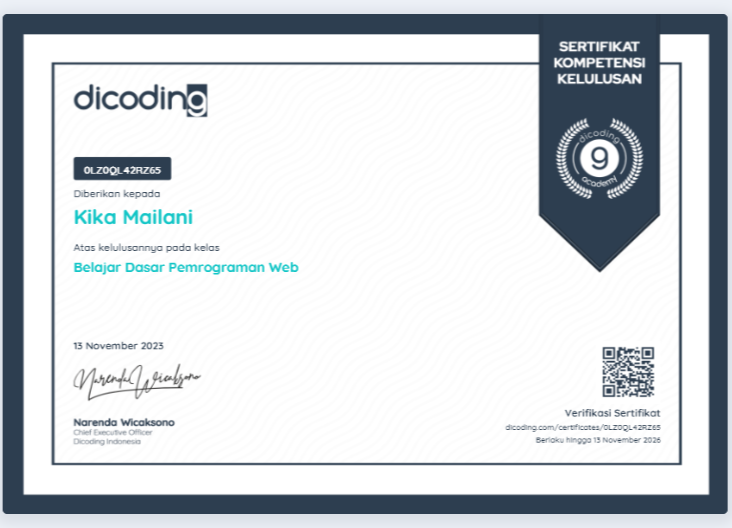 SERTIFIKAT
KOMPETENSI
KELULUSAN
dicoding
dicoding
9
academy
0LZ0QL42RZ65
Diberikan kepada
Kika Mailani
Atas kelulusannya pada kelas
Belajar Dasar Pemrograman Web
13 November 2023
Narenda Wicaksono
Narenda Wicaksono
Chief Executive Officer
Dicoding Indonesia
Verifikasi Sertifikat
dicoding.com/certificates/0LZ0QL42RZ65
Berlaku hingga 13 November 2026